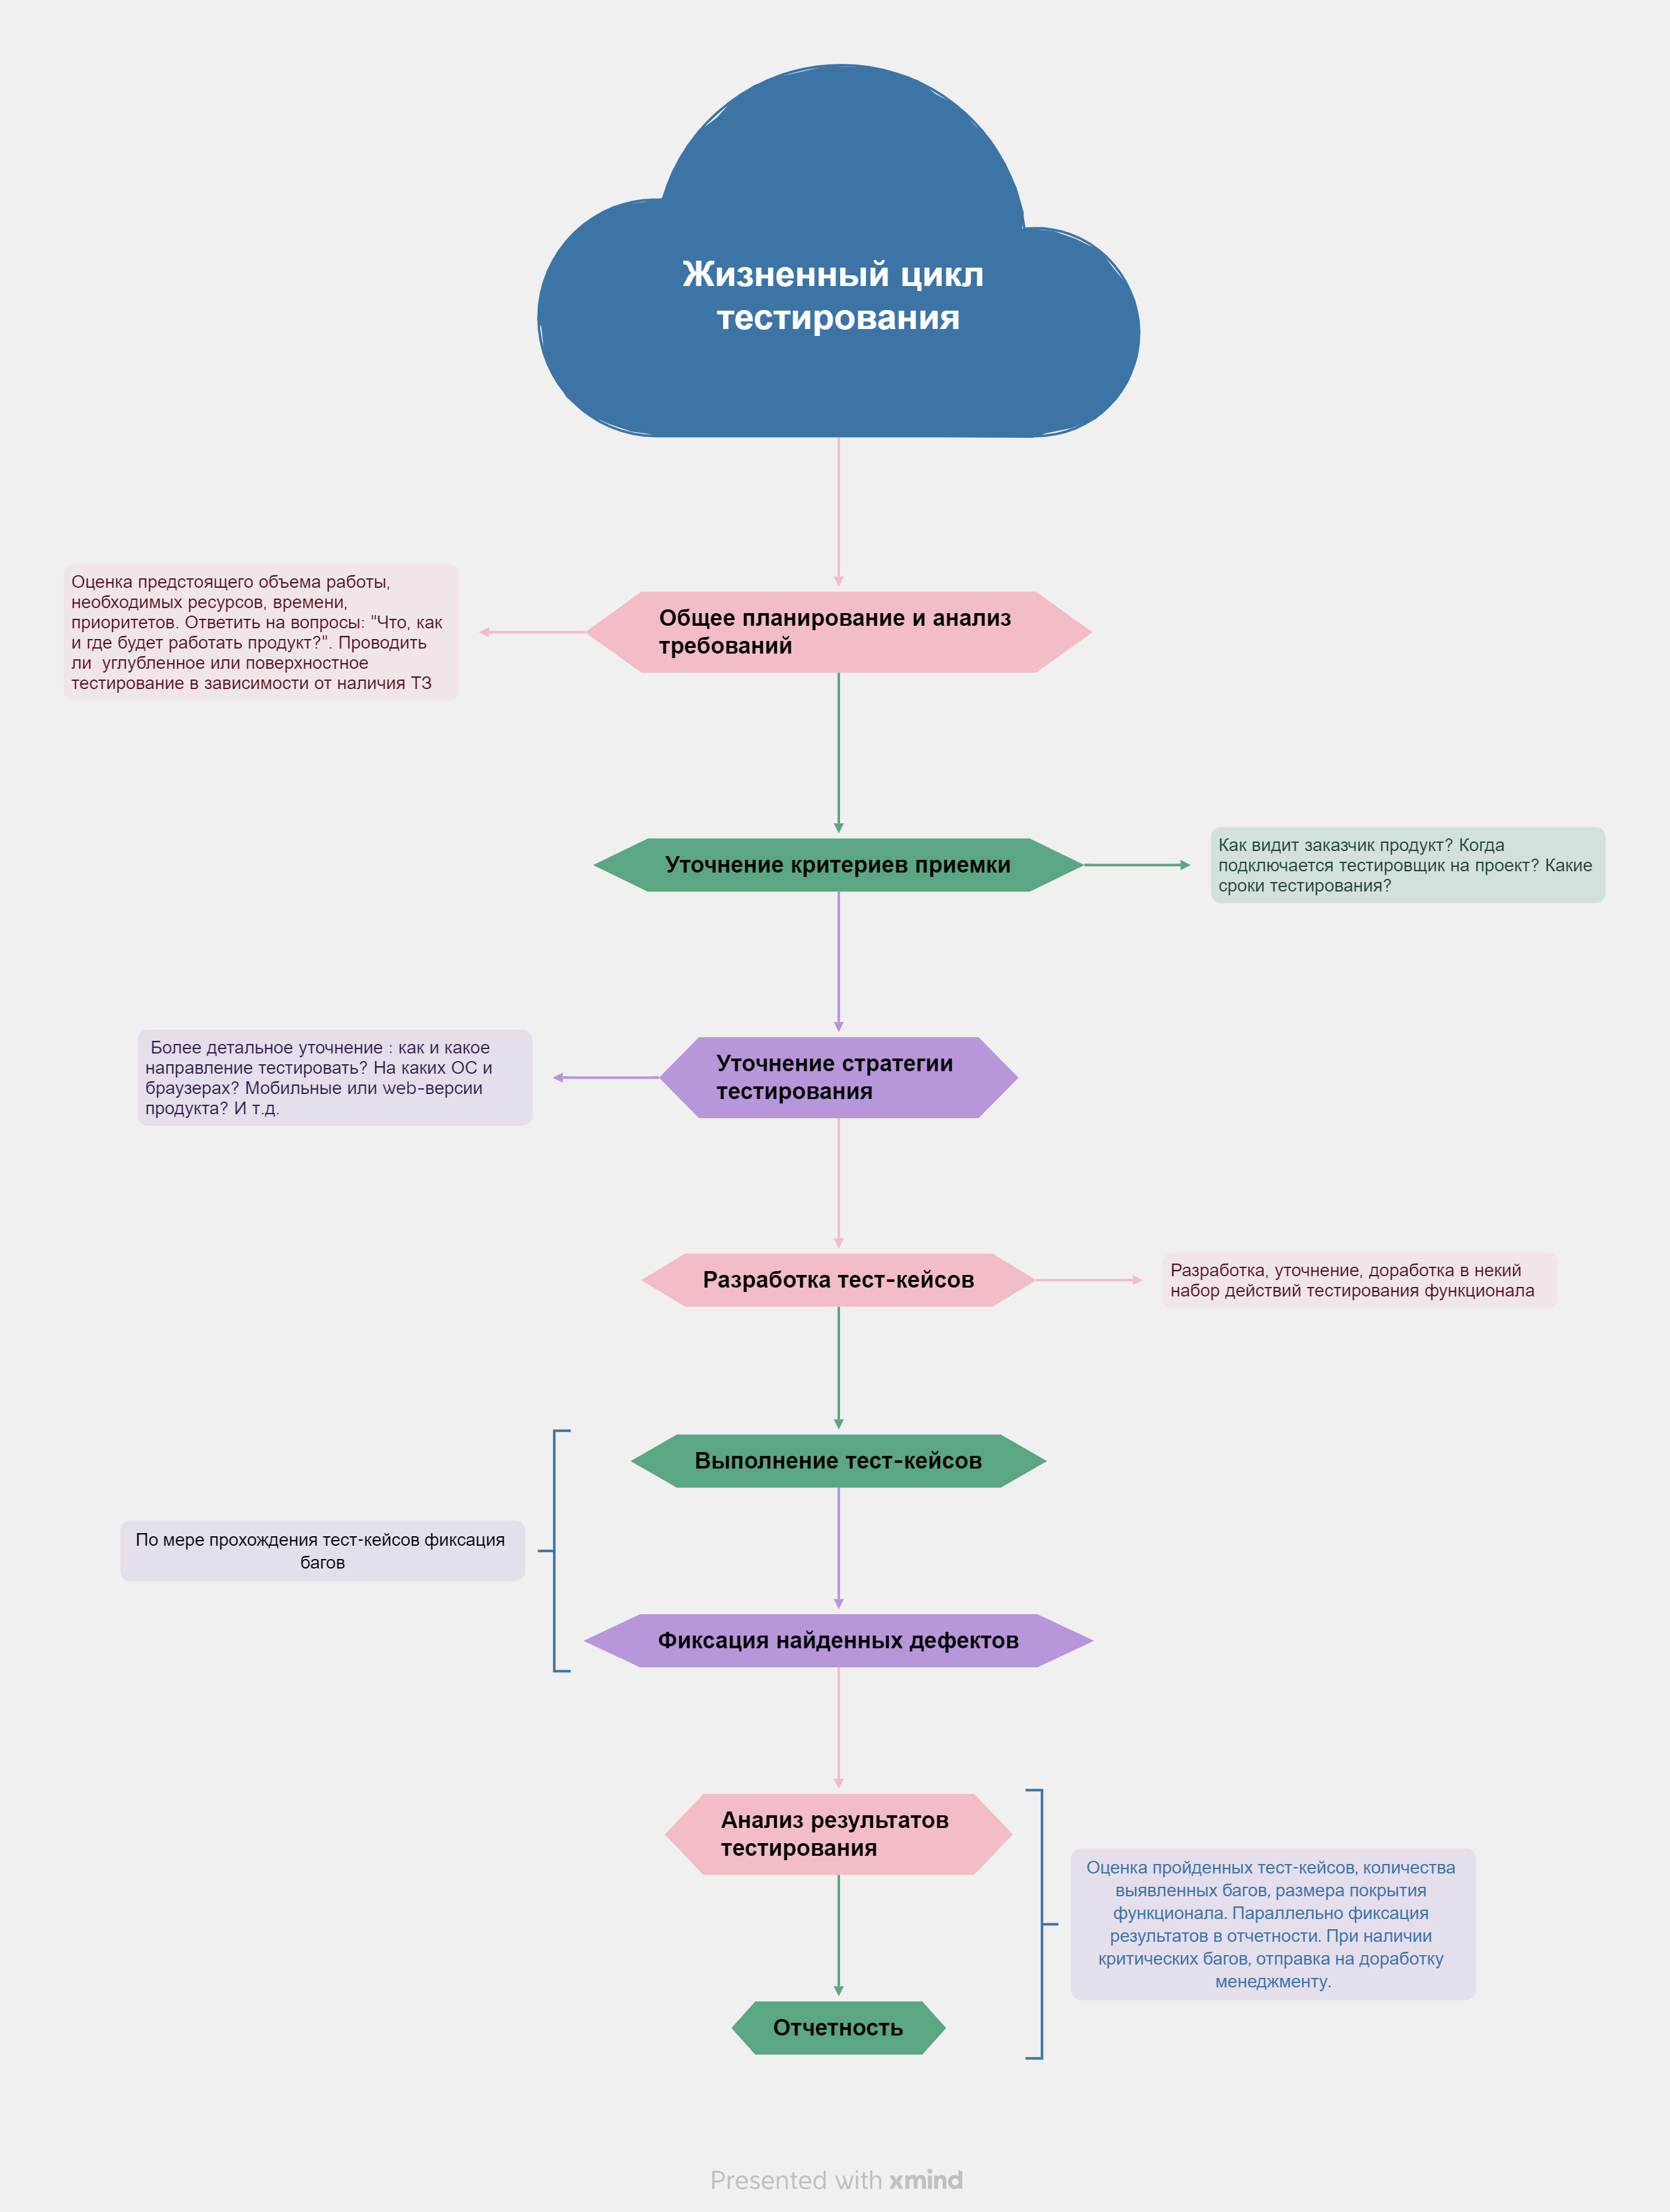 Жизненный цикл
тестирования
Оценка предстоящего объема работы,
необходимых ресурсов, времени,
приоритетов. Ответить на вопросы: "Что, как
и где будет работать продукт?". Проводить
ли  углубленное или поверхностное
тестирование в зависимости от наличия ТЗ
Общее планирование и анализ
требований
Уточнение критериев приемки
Как видит заказчик продукт? Когда
подключается тестировщик на проект? Какие
сроки тестирования?
Более детальное уточнение : как и какое
направление тестировать? На каких ОС и
браузерах? Мобильные или web-версии
продукта? И т.д.
Уточнение стратегии
тестирования
Разработка тест-кейсов
Разработка, уточнение, доработка в некий
набор действий тестирования функционала
Выполнение тест-кейсов
По мере прохождения тест-кейсов фиксация
багов
Фиксация найденных дефектов
Анализ результатов
тестирования
Оценка пройденных тест-кейсов, количества
выявленных багов, размера покрытия
функционала. Параллельно фиксация
результатов в отчетности. При наличии
критических багов, отправка на доработку
менеджменту.
Отчетность
Presented with xmind